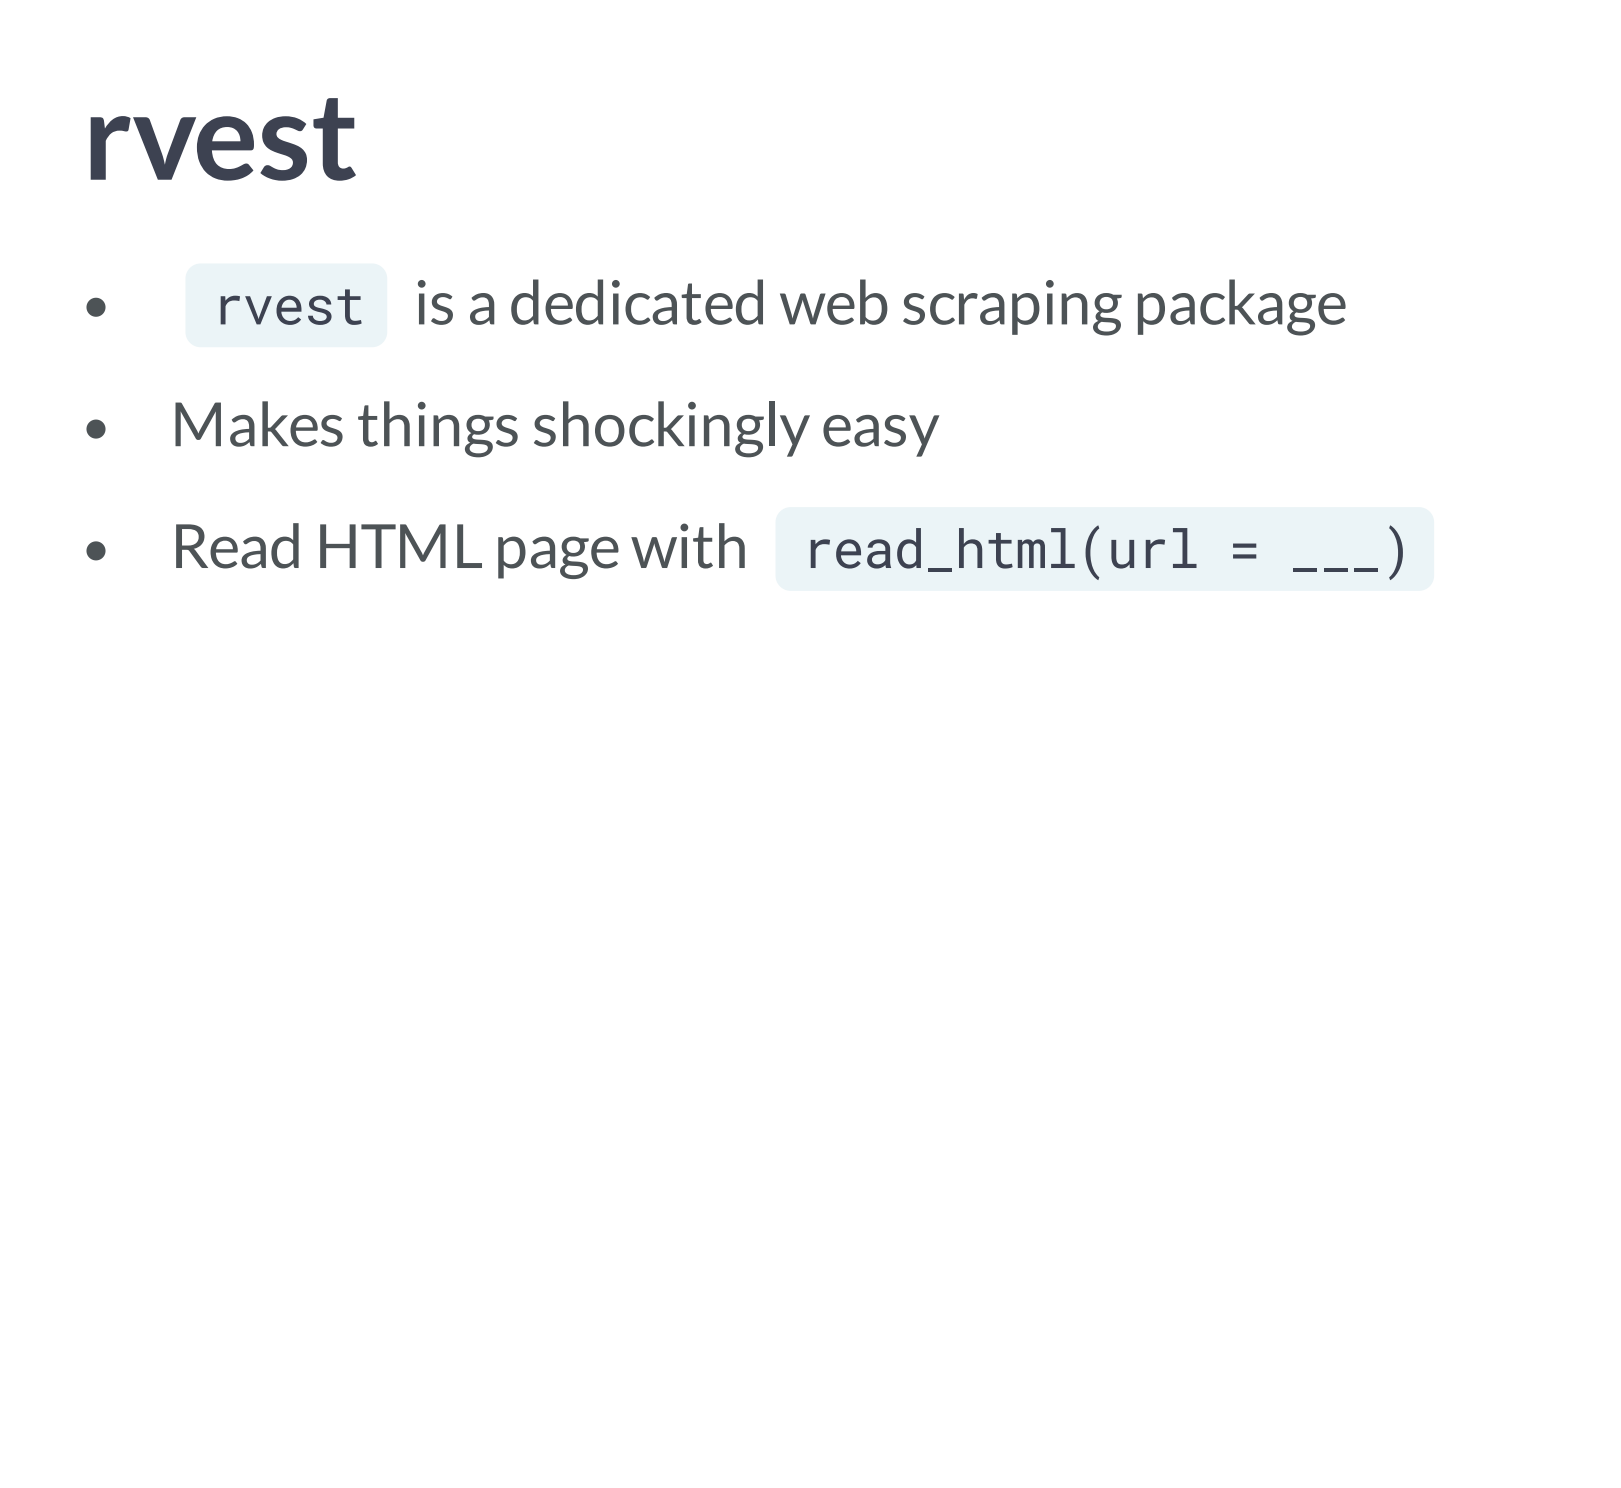 rvest
• rvest is a dedicated web scraping package
• Makes things shockingly easy
• Read HTML page with read_html(url = ___)